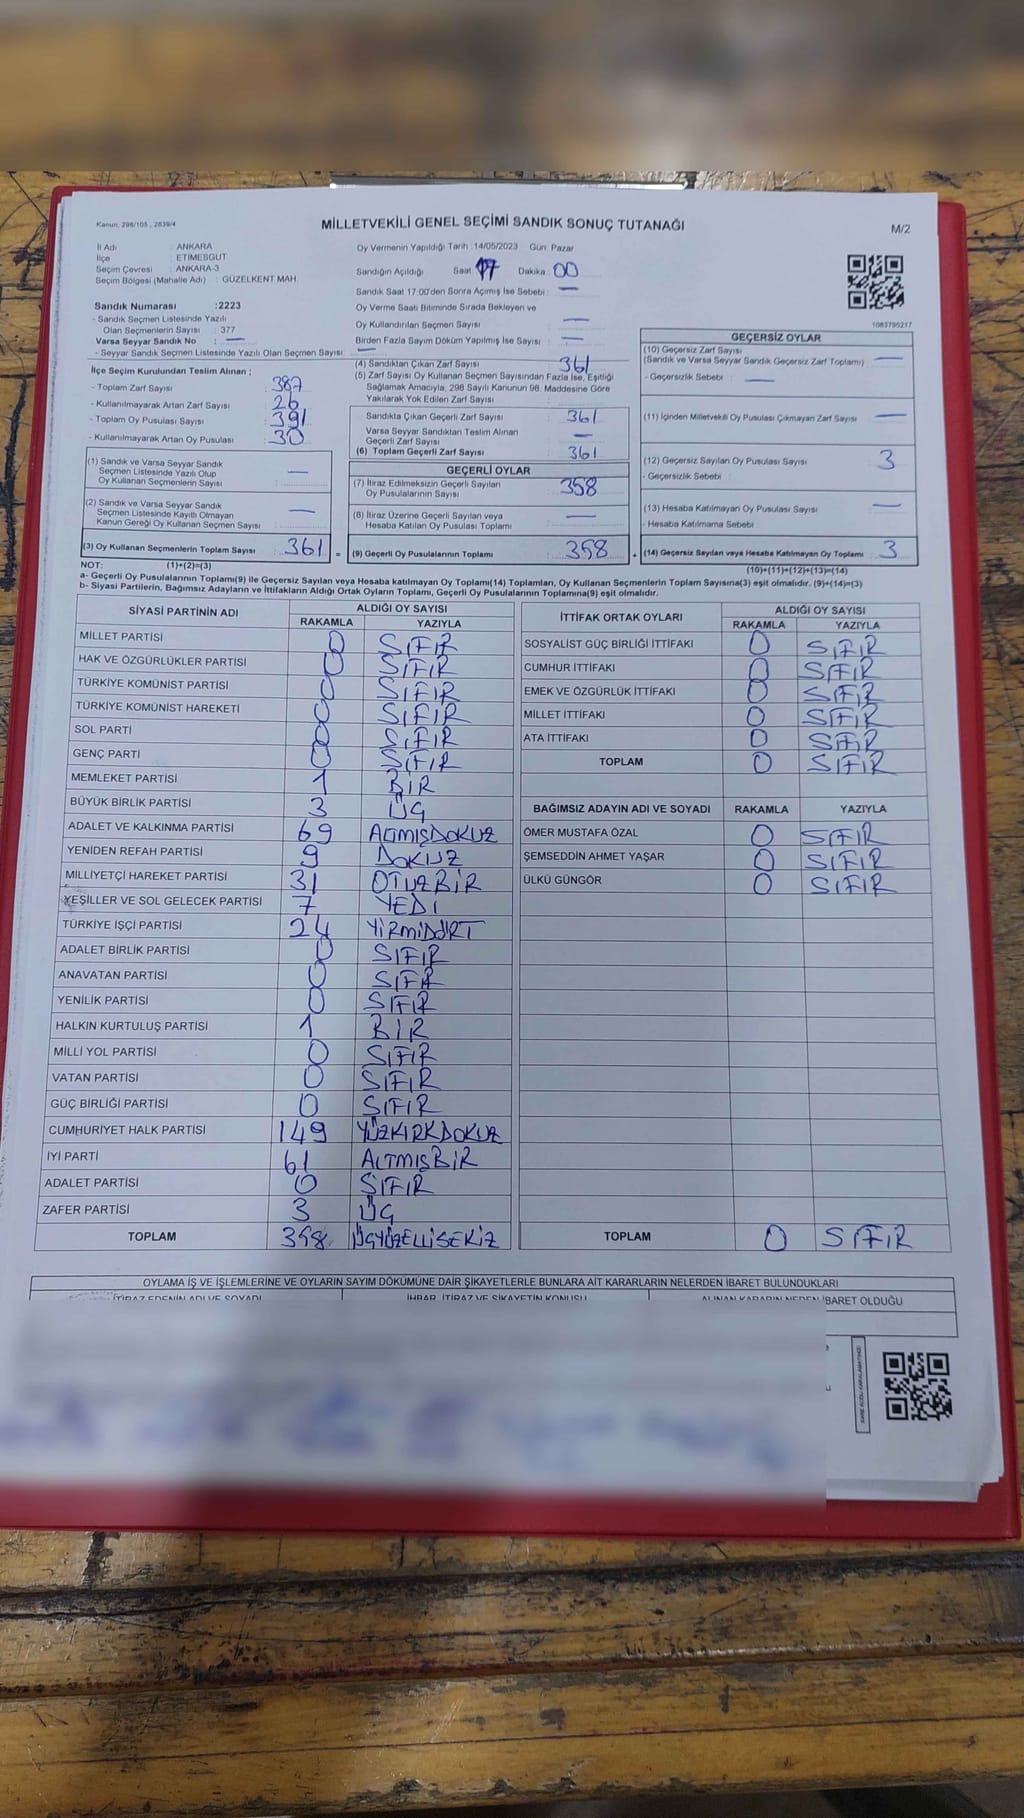 Kanun: 298/105 , 2839/4
MİLLETVEKİLİ GENEL SEÇİMİ SANDIK SONUÇ TUTANAĞI
M/2
İl Adı : ANKARA
İlçe : ETİMESGUT
Seçim Çevresi : ANKARA-3
Seçim Bölgesi (Mahalle Adı) : GÜZELKENT MAH.
Oy Vermenin Yapıldığı Tarih :14/05/2023 Gün: Pazar
Sandığın Açıldığı Saat: 17 Dakika: 00
Sandık Saat 17:00'den Sonra Açımış İse Sebebi : —
Oy Verme Saati Bitiminde Sırada Bekleyen ve
Oy Kullandırılan Seçmen Sayısı : —
Birden Fazla Sayım Döküm Yapılmış İse Sayısı : —
1083795217
Sandık Numarası :2223
- Sandık Seçmen Listesinde Yazılı
Olan Seçmenlerin Sayısı : 377
Varsa Seyyar Sandık No : —
- Seyyar Sandık Seçmen Listesinde Yazılı Olan Seçmen Sayısı: —
İlçe Seçim Kurulundan Teslim Alınan ;
- Toplam Zarf Sayısı : 387
- Kullanılmayarak Artan Zarf Sayısı : 26
- Toplam Oy Pusulası Sayısı : 391
- Kullanılmayarak Artan Oy Pusulası : 30
(1) Sandık ve Varsa Seyyar Sandık
Seçmen Listesinde Yazılı Olup
Oy Kullanan Seçmenlerin Sayısı : —
(2) Sandık ve Varsa Seyyar Sandık
Seçmen Listesinde Kayıtlı Olmayan
Kanun Gereği Oy Kullanan Seçmen Sayısı : —
(3) Oy Kullanan Seçmenlerin Toplam Sayısı : 361 =
(4) Sandıktan Çıkan Zarf Sayısı : 361
(5) Zarf Sayısı Oy Kullanan Seçmen Sayısından Fazla İse, Eşitliği
Sağlamak Amacıyla, 298 Sayılı Kanunun 98. Maddesine Göre
Yakılarak Yok Edilen Zarf Sayısı :
Sandıkta Çıkan Geçerli Zarf Sayısı : 361
Varsa Seyyar Sandıktan Teslim Alınan
Geçerli Zarf Sayısı : —
(6) Toplam Geçerli Zarf Sayısı : 361
GEÇERLİ OYLAR
(7) İtiraz Edilmeksizin Geçerli Sayılan
Oy Pusulalarının Sayısı : 358
(8) İtiraz Üzerine Geçerli Sayılan veya
Hesaba Katılan Oy Pusulası Toplamı : —
(9) Geçerli Oy Pusulalarının Toplamı : 358 +
GEÇERSİZ OYLAR
(10) Geçersiz Zarf Sayısı
(Sandık ve Varsa Seyyar Sandık Geçersiz Zarf Toplamı) : —
- Geçersizlik Sebebi : —
(11) İçinden Milletvekili Oy Pusulası Çıkmayan Zarf Sayısı : —
(12) Geçersiz Sayılan Oy Pusulası Sayısı : 3
- Geçersizlik Sebebi :
(13) Hesaba Katılmayan Oy Pusulası Sayısı : —
- Hesaba Katılmama Sebebi :
(14) Geçersiz Sayılan veya Hesaba Katılmayan Oy Toplamı : 3
NOT: (1)+(2)=(3)
(10)+(11)+(12)+(13)=(14)
a- Geçerli Oy Pusulalarının Toplamı(9) ile Geçersiz Sayılan veya Hesaba katılmayan Oy Toplamı(14) Toplamları, Oy Kullanan Seçmenlerin Toplam Sayısına(3) eşit olmalıdır. (9)+(14)=(3)
b- Siyasi Partilerin, Bağımsız Adayların ve İttifakların Aldığı Ortak Oyların Toplamı, Geçerli Oy Pusulalarının Toplamına(9) eşit olmalıdır.
SİYASİ PARTİNİN ADI ALDIĞI OY SAYISI
RAKAMLA YAZIYLA
MİLLET PARTİSİ 0 SIFIR
HAK VE ÖZGÜRLÜKLER PARTİSİ 0 SIFIR
TÜRKİYE KOMÜNİST PARTİSİ 0 SIFIR
TÜRKİYE KOMÜNİST HAREKETİ 0 SIFIR
SOL PARTİ 0 SIFIR
GENÇ PARTİ 0 SIFIR
MEMLEKET PARTİSİ 1 BİR
BÜYÜK BİRLİK PARTİSİ 3 ÜÇ
ADALET VE KALKINMA PARTİSİ 69 ALTMIŞDOKUZ
YENİDEN REFAH PARTİSİ 9 DOKUZ
MİLLİYETÇİ HAREKET PARTİSİ 31 OTUZBİR
YEŞİLLER VE SOL GELECEK PARTİSİ 7 YEDİ
TÜRKİYE İŞÇİ PARTİSİ 24 YİRMİDÖRT
ADALET BİRLİK PARTİSİ 0 SIFIR
ANAVATAN PARTİSİ 0 SIFIR
YENİLİK PARTİSİ 0 SIFIR
HALKIN KURTULUŞ PARTİSİ 1 BİR
MİLLİ YOL PARTİSİ 0 SIFIR
VATAN PARTİSİ 0 SIFIR
GÜÇ BİRLİĞİ PARTİSİ 0 SIFIR
CUMHURİYET HALK PARTİSİ 149 YÜZKIRKDOKUZ
İYİ PARTİ 61 ALTMIŞBİR
ADALET PARTİSİ 0 SIFIR
ZAFER PARTİSİ 3 ÜÇ
TOPLAM 358 ÜÇYÜZELLİSEKİZ
İTTİFAK ORTAK OYLARI ALDIĞI OY SAYISI
RAKAMLA YAZIYLA
SOSYALİST GÜÇ BİRLİĞİ İTTİFAKI 0 SIFIR
CUMHUR İTTİFAKI 0 SIFIR
EMEK VE ÖZGÜRLÜK İTTİFAKI 0 SIFIR
MİLLET İTTİFAKI 0 SIFIR
ATA İTTİFAKI 0 SIFIR
TOPLAM 0 SIFIR
BAĞIMSIZ ADAYIN ADI VE SOYADI RAKAMLA YAZIYLA
ÖMER MUSTAFA ÖZAL 0 SIFIR
ŞEMSEDDİN AHMET YAŞAR 0 SIFIR
ÜLKÜ GÜNGÖR 0 SIFIR
TOPLAM 0 SIFIR
OYLAMA İŞ VE İŞLEMLERİNE VE OYLARIN SAYIM DÖKÜMÜNE DAİR ŞİKAYETLERLE BUNLARA AİT KARARLARIN NELERDEN İBARET BULUNDUKLARI
İTİRAZ EDENİN ADI VE SOYADI İHBAR, İTİRAZ VE ŞİKAYETİN KONUSU ALINAN KARARIN NEDEN İBARET OLDUĞU